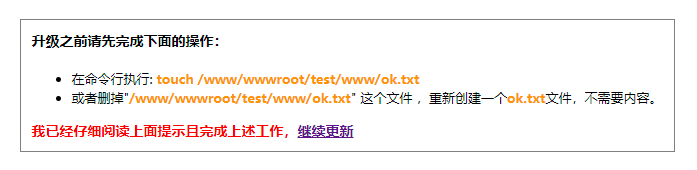 升级之前请先完成下面的操作：
在命令行执行: touch /www/wwwroot/test/www/ok.txt
或者删掉"/www/wwwroot/test/www/ok.txt" 这个文件 ，重新创建一个ok.txt文件，不需要内容。
我已经仔细阅读上面提示且完成上述工作，继续更新